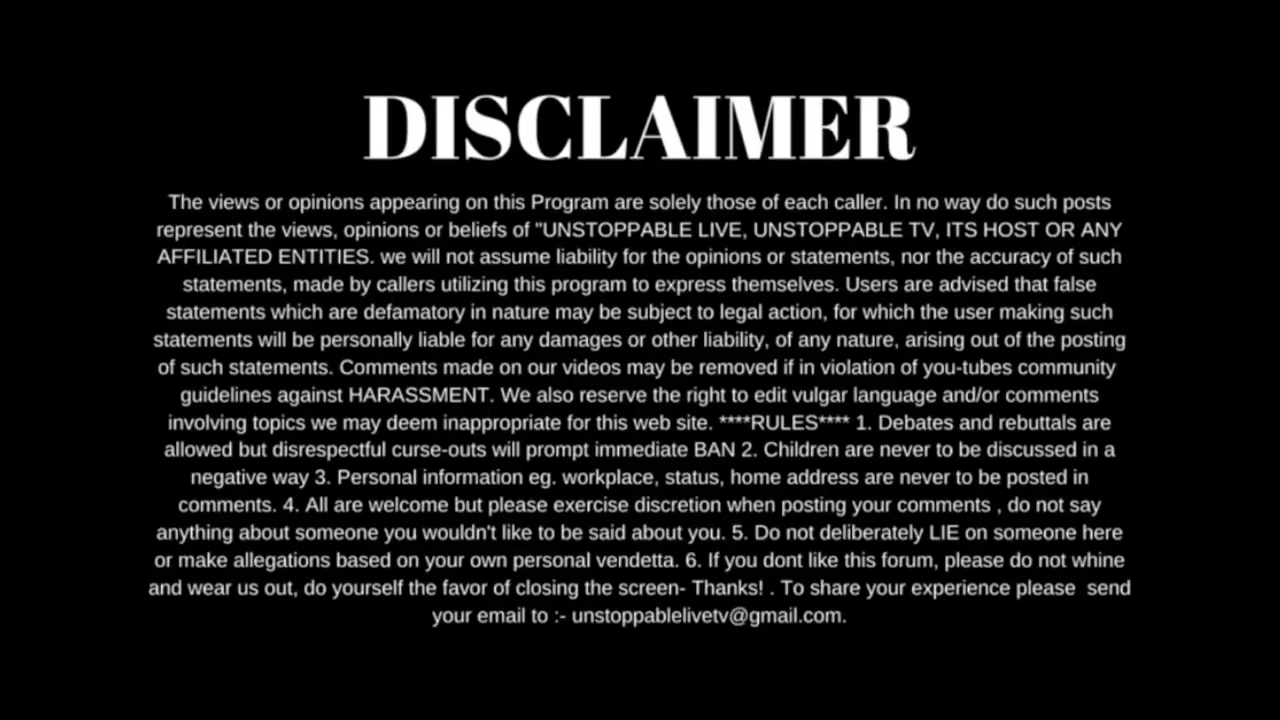 DISCLAIMER
The views or opinions appearing on this Program are solely those of each caller. In no way do such posts
represent the views, opinions or beliefs of "UNSTOPPABLE LIVE, UNSTOPPABLE TV, ITS HOST OR ANY
AFFILIATED ENTITIES. we will not assume liability for the opinions or statements, nor the accuracy of such
statements, made by callers utilizing this program to express themselves. Users are advised that false
statements which are defamatory in nature may be subject to legal action, for which the user making such
statements will be personally liable for any damages or other liability, of any nature, arising out of the posting
of such statements. Comments made on our videos may be removed if in violation of you-tubes community
guidelines against HARASSMENT. We also reserve the right to edit vulgar language and/or comments
involving topics we may deem inappropriate for this web site. ****RULES**** 1. Debates and rebuttals are
allowed but disrespectful curse-outs will prompt immediate BAN 2. Children are never to be discussed in a
negative way 3. Personal information eg. workplace, status, home address are never to be posted in
comments. 4. All are welcome but please exercise discretion when posting your comments , do not say
anything about someone you wouldn't like to be said about you. 5. Do not deliberately LIE on someone here
or make allegations based on your own personal vendetta. 6. If you dont like this forum, please do not whine
and wear us out, do yourself the favor of closing the screen- Thanks! . To share your experience please  send
your email to :- unstoppablelivetv@gmail.com.